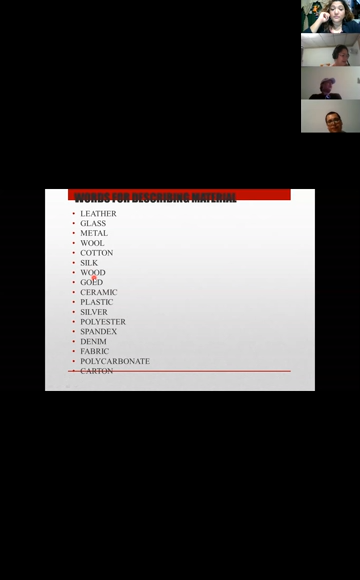 WORDS FOR DESCRIBING MATERIAL
• LEATHER
• GLASS
• METAL
• WOOL
• COTTON
• SILK
• WOOD
• GOLD
• CERAMIC
• PLASTIC
• SILVER
• POLYESTER
• SPANDEX
• DENIM
• FABRIC
• POLYCARBONATE
• CARTON